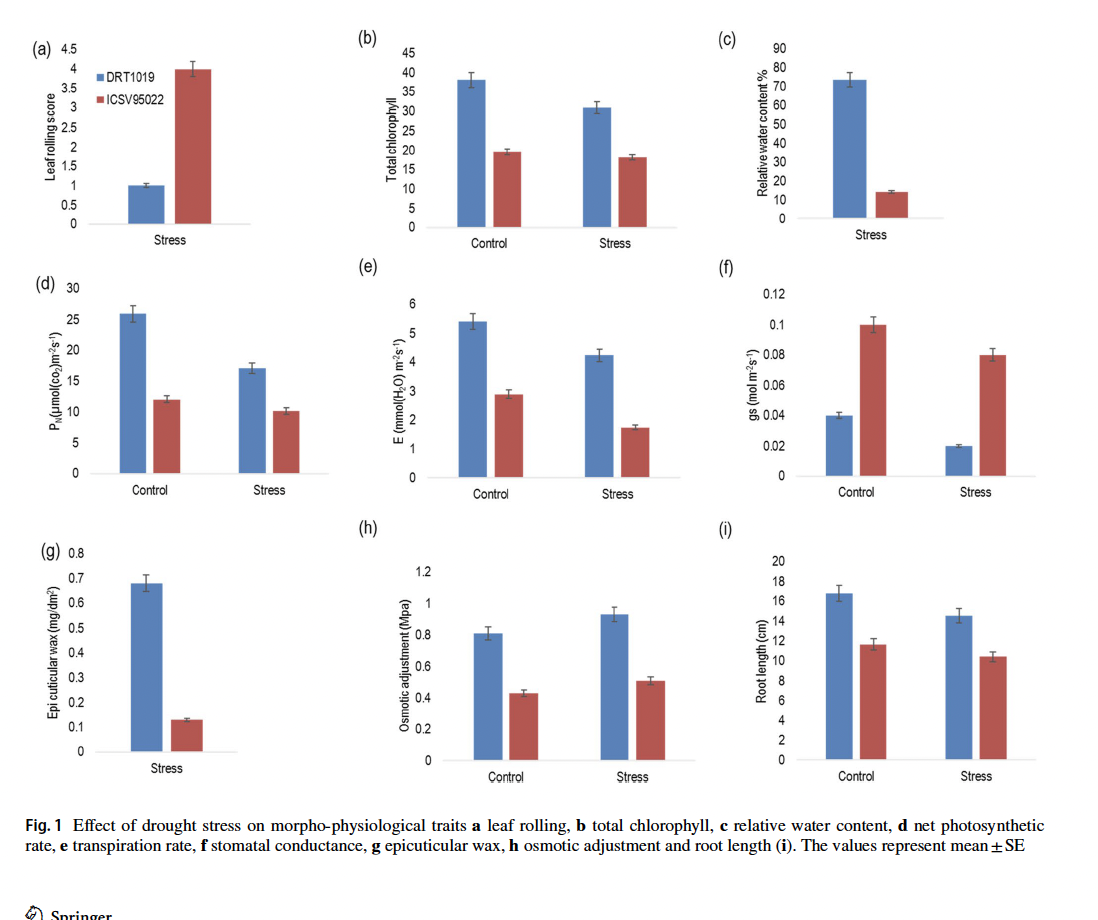 (a)
4.5
4
3.5
3
2.5
2
1.5
1
0.5
0
Leaf rolling score
DRT1019
ICSV95022
Stress
(b)
45
40
35
30
25
20
15
10
5
0
Total chlorophyll
Control
Stress
(c)
90
80
70
60
50
40
30
20
10
0
Relative water content %
Stress
(d)
30
25
20
15
10
5
0
P_N(µmol(co₂)m⁻²s⁻¹)
Control
Stress
(e)
6
5
4
3
2
1
0
E (mmol(H₂O) m⁻²s⁻¹)
Control
Stress
(f)
0.12
0.1
0.08
0.06
0.04
0.02
0
gs (mol m⁻²s⁻¹)
Control
Stress
(g)
0.8
0.7
0.6
0.5
0.4
0.3
0.2
0.1
0
Epi cuticular wax (mg/dm²)
Stress
(h)
1.2
1
0.8
0.6
0.4
0.2
0
Osmotic adjustment (Mpa)
Control
Stress
(i)
20
18
16
14
12
10
8
6
4
2
0
Root length (cm)
Control
Stress
Fig. 1 Effect of drought stress on morpho-physiological traits a leaf rolling, b total chlorophyll, c relative water content, d net photosynthetic
rate, e transpiration rate, f stomatal conductance, g epicuticular wax, h osmotic adjustment and root length (i). The values represent mean ± SE
Springer